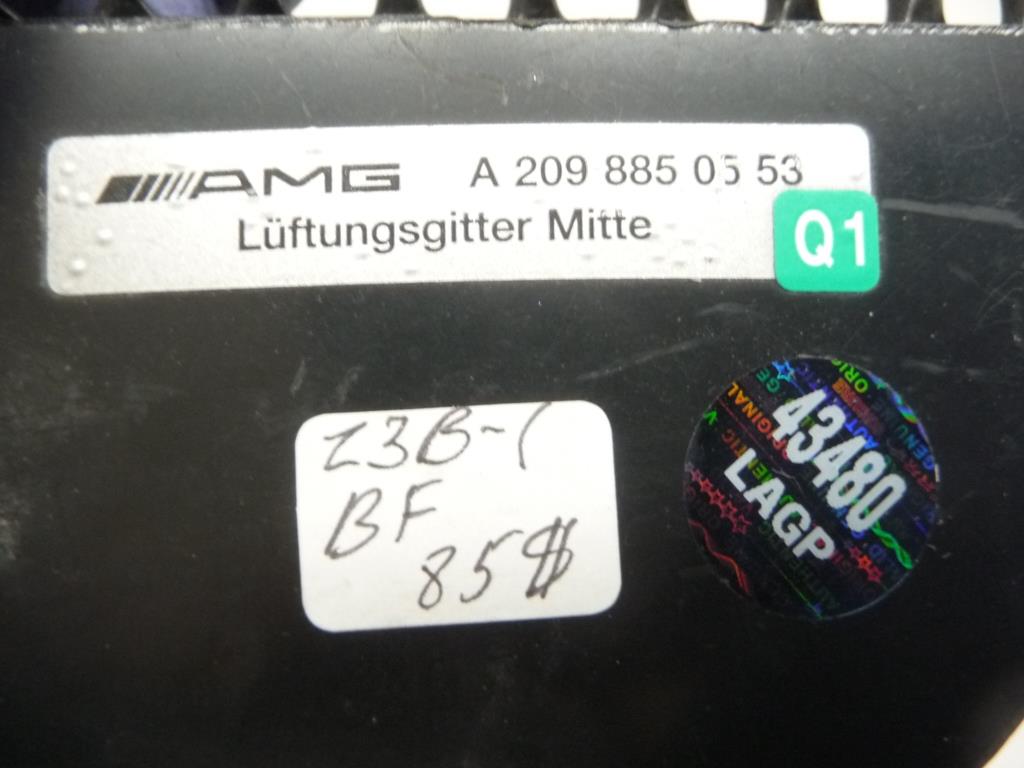 AMG A 209 885 05 53
Lüftungsgitter Mitte
Q1
Z3B-1
BF
85$
43480
LAGP